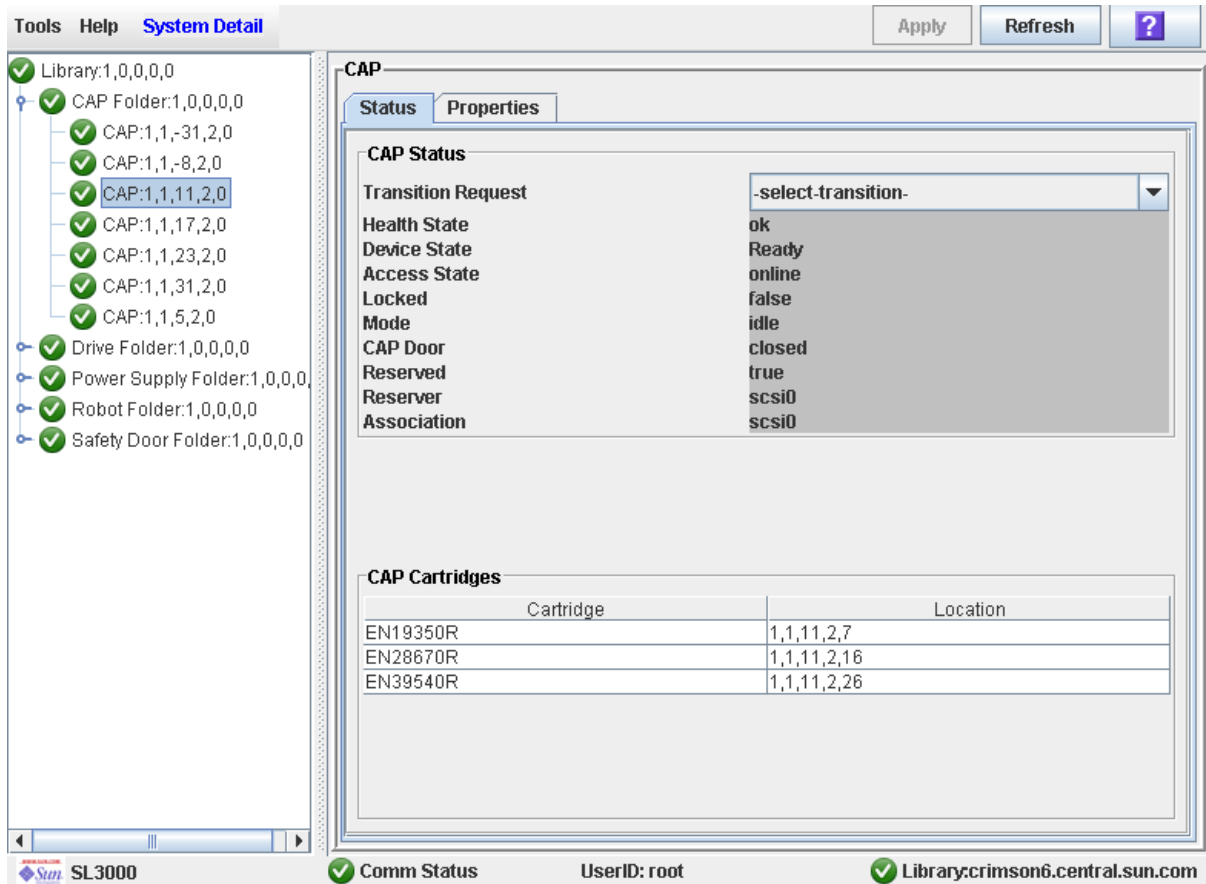 Tools Help System Detail Apply Refresh ?
Library:1,0,0,0,0
CAP Folder:1,0,0,0,0
CAP:1,1,-31,2,0
CAP:1,1,-8,2,0
CAP:1,1,11,2,0
CAP:1,1,17,2,0
CAP:1,1,23,2,0
CAP:1,1,31,2,0
CAP:1,1,5,2,0
Drive Folder:1,0,0,0,0
Power Supply Folder:1,0,0,0,
Robot Folder:1,0,0,0,0
Safety Door Folder:1,0,0,0,0
CAP
Status Properties
CAP Status
Transition Request -select-transition-
Health State ok
Device State Ready
Access State online
Locked false
Mode idle
CAP Door closed
Reserved true
Reserver scsi0
Association scsi0
CAP Cartridges
Cartridge Location
EN19350R 1,1,11,2,7
EN28670R 1,1,11,2,16
EN39540R 1,1,11,2,26
Sun SL3000 Comm Status UserID: root Library:crimson6.central.sun.com